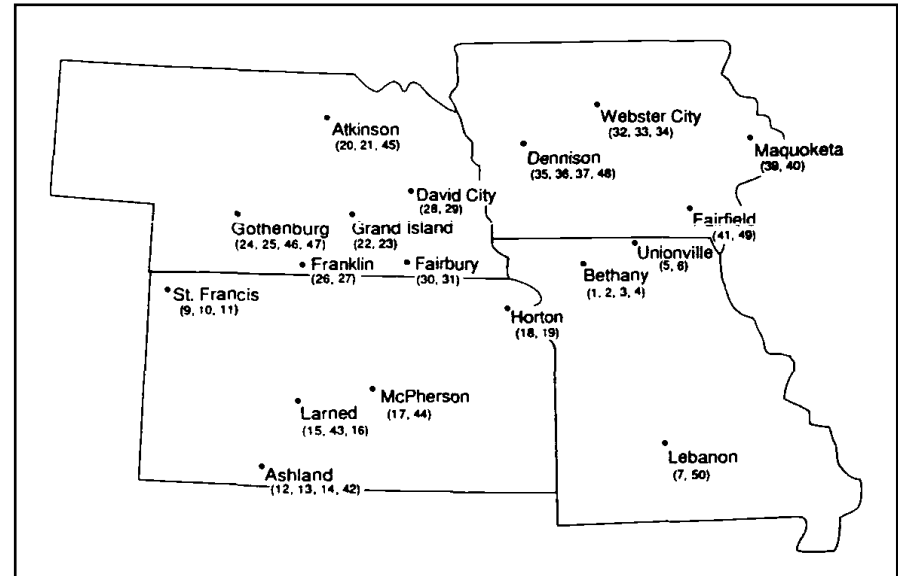 Atkinson
(20, 21, 45)
Webster City
(32, 33, 34)
Dennison
(35, 36, 37, 48)
Maquoketa
(39, 40)
David City
(28, 29)
Gothenburg
(24, 25, 46, 47)
Grand Island
(22, 23)
Fairfield
(41, 49)
Unionville
(5, 6)
Franklin
(26, 27)
Fairbury
(30, 31)
Bethany
(1, 2, 3, 4)
St. Francis
(9, 10, 11)
Horton
(18, 19)
McPherson
(17, 44)
Larned
(15, 43, 16)
Lebanon
(7, 50)
Ashland
(12, 13, 14, 42)